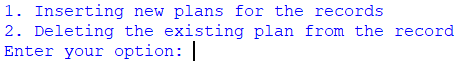 1. Inserting new plans for the records
2. Deleting the existing plan from the record
Enter your option: